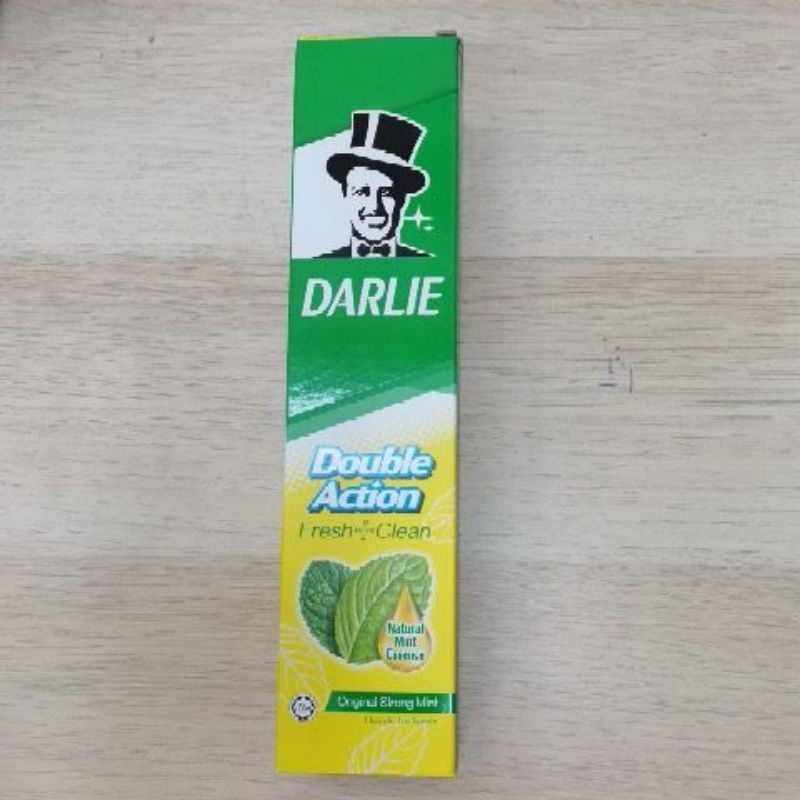 DARLIE
Double
Action
Fresh Clean
Natural
Mint
Essence
Original Strong Mint